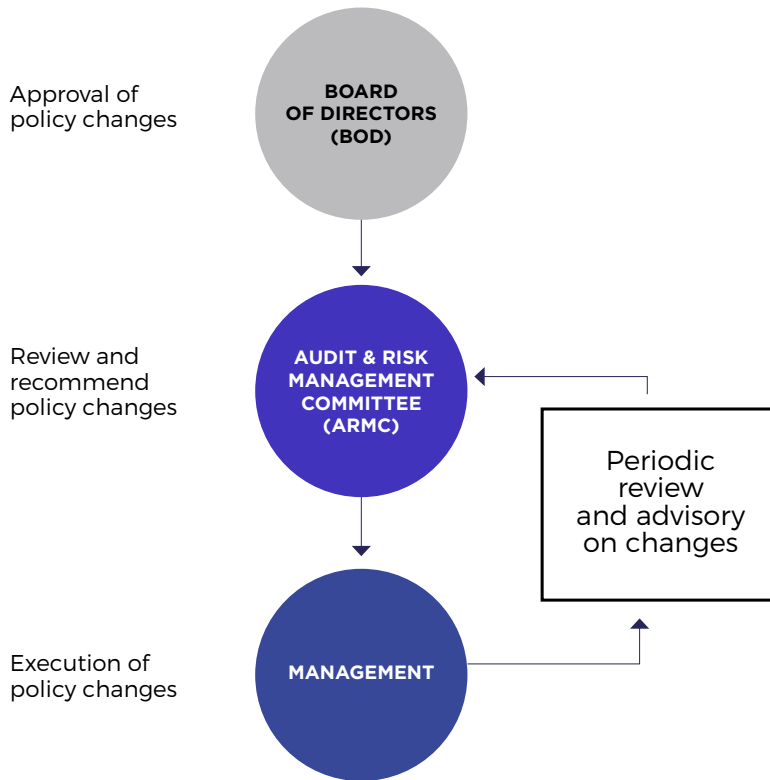 Approval of
policy changes
BOARD
OF DIRECTORS
(BOD)
Review and
recommend
policy changes
AUDIT & RISK
MANAGEMENT
COMMITTEE
(ARMC)
Periodic
review
and advisory
on changes
Execution of
policy changes
MANAGEMENT